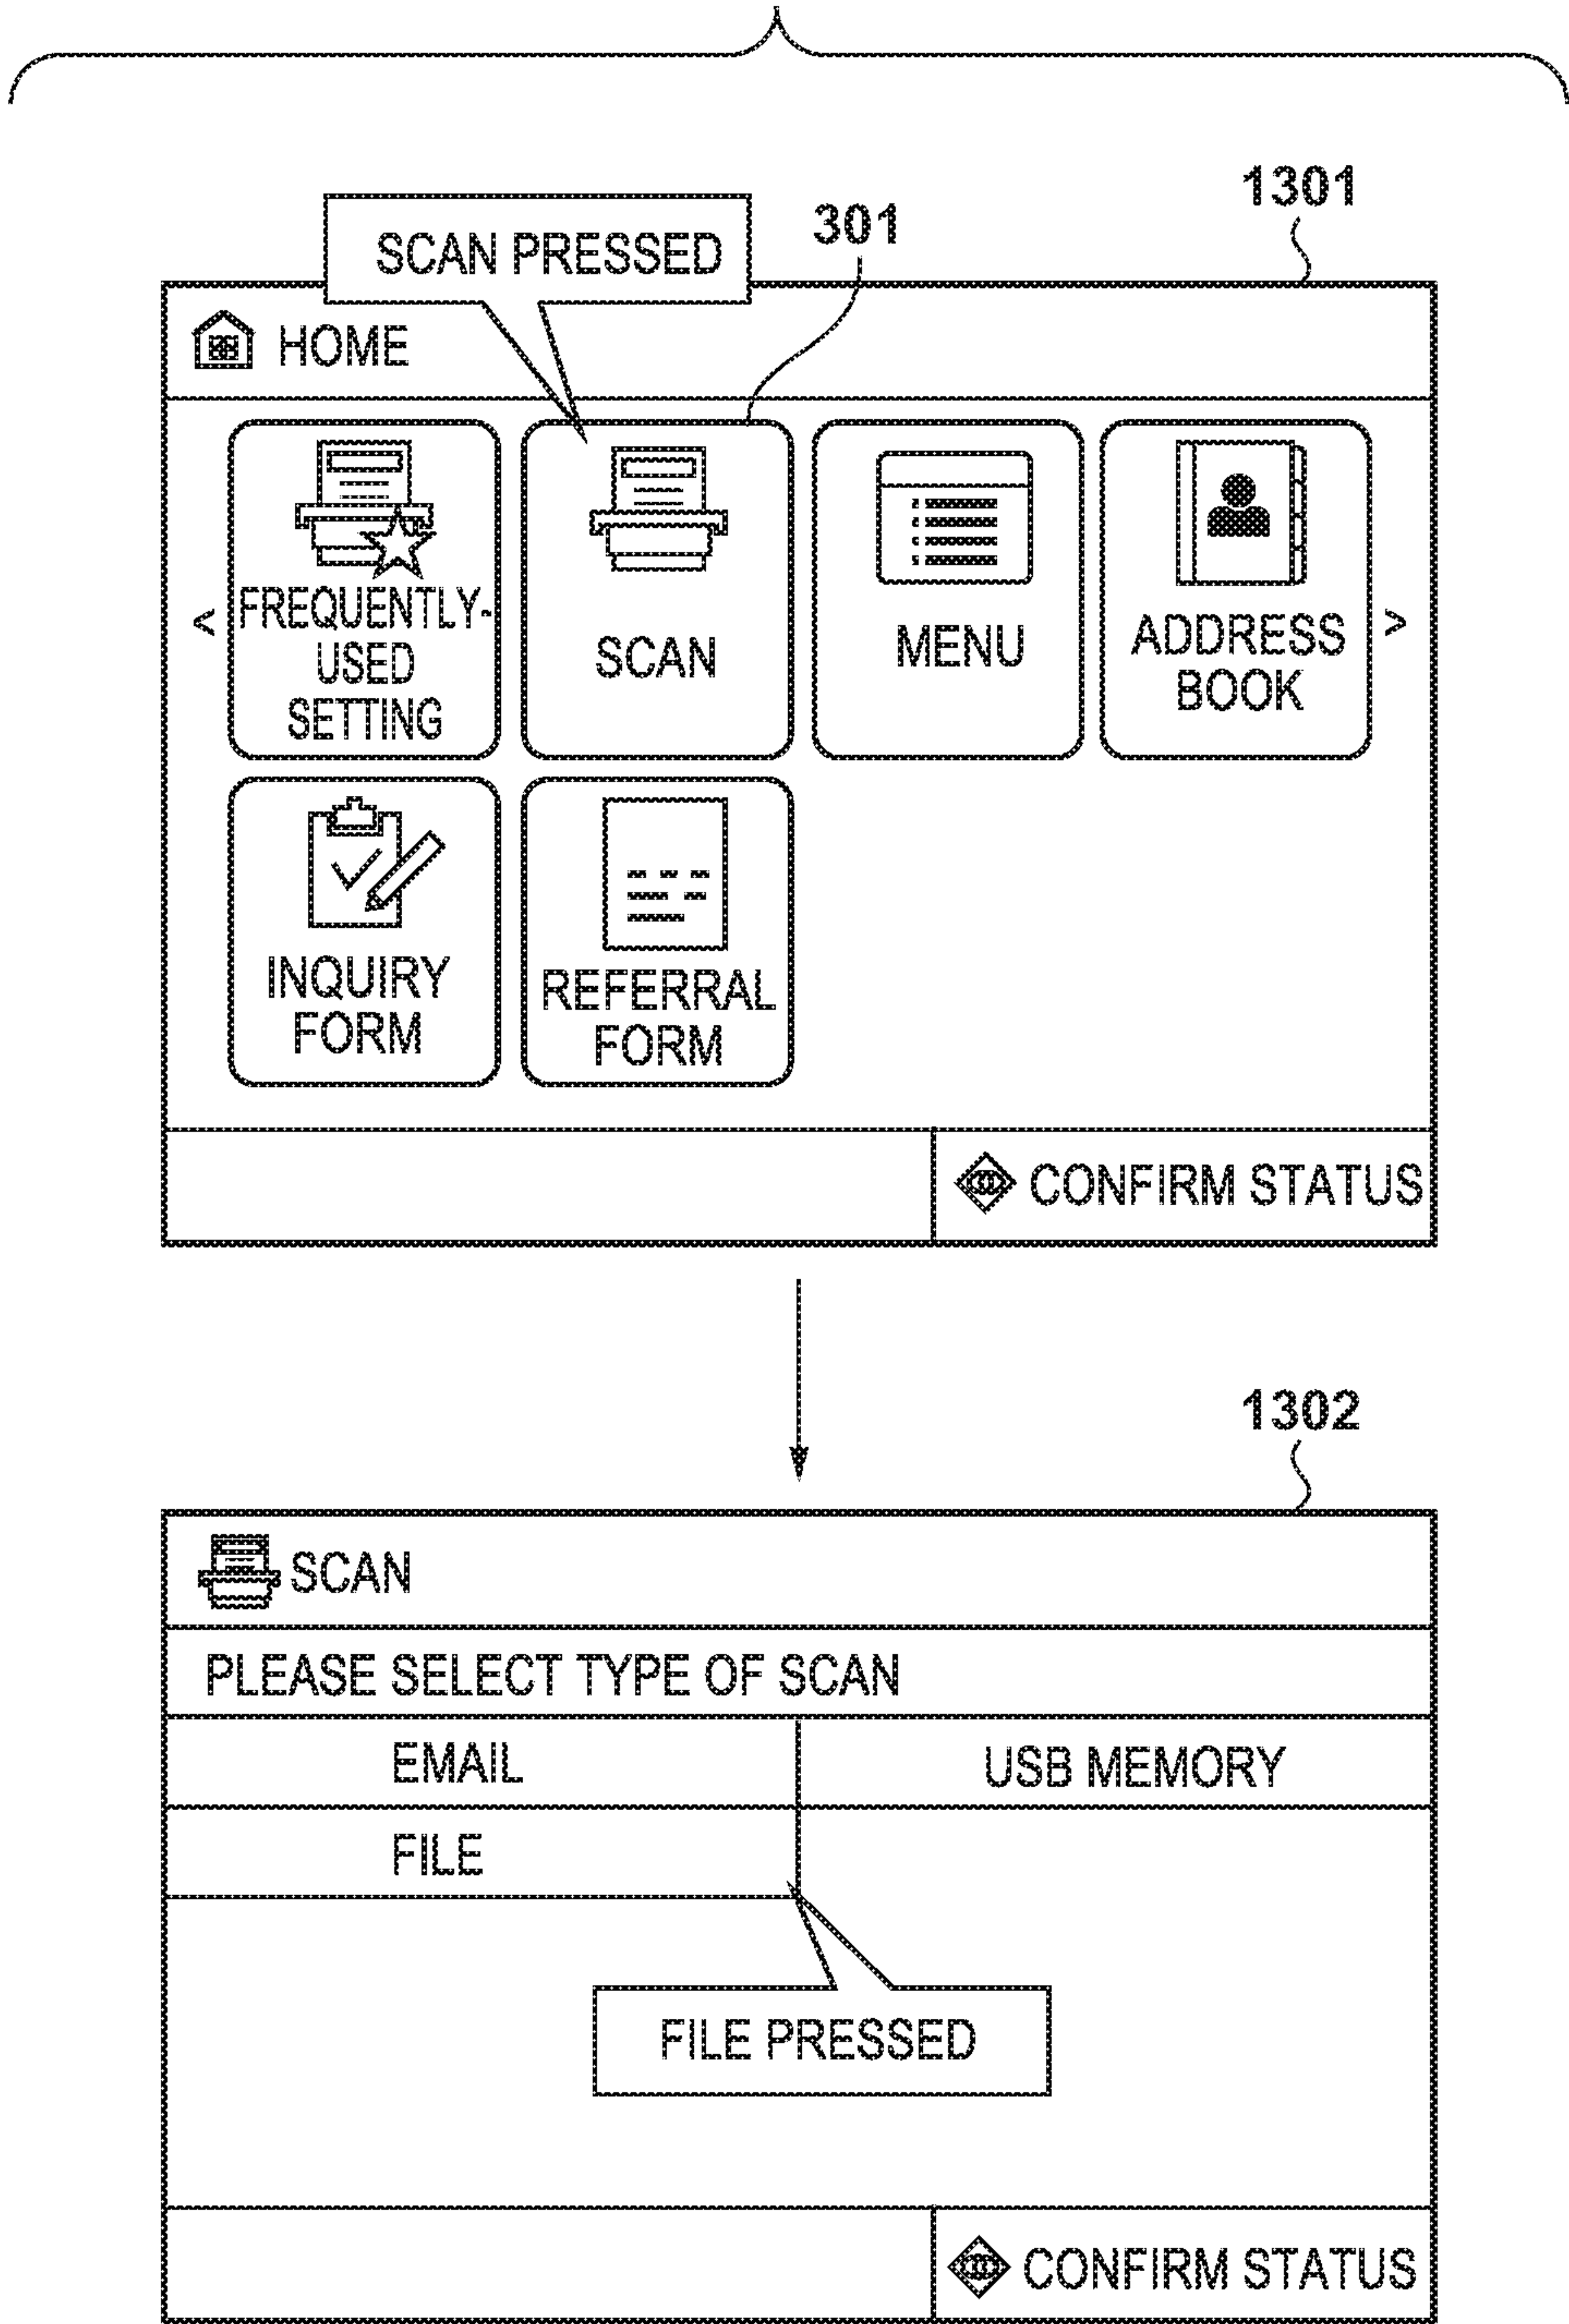 1301
SCAN PRESSED
301
HOME
<
FREQUENTLY-
USED
SETTING
SCAN
MENU
ADDRESS
BOOK
>
INQUIRY
FORM
REFERRAL
FORM
CONFIRM STATUS
1302
SCAN
PLEASE SELECT TYPE OF SCAN
EMAIL
USB MEMORY
FILE
FILE PRESSED
CONFIRM STATUS